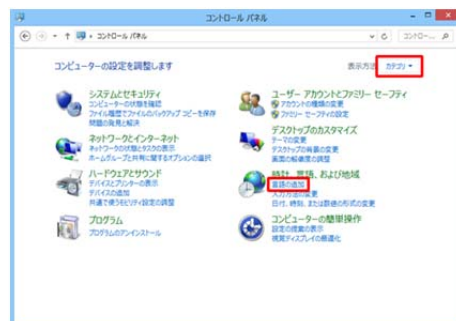 コントロール パネル
コントロール パネル
コントロ...
コンピューターの設定を調整します
表示方法: カテゴリ
システムとセキュリティ
コンピューターの状態を確認
ファイル履歴でファイルのバックアップ コピーを保存
問題の発見と解決
ネットワークとインターネット
ネットワークの状態とタスクの表示
ホームグループと共有に関するオプションの選択
ハードウェアとサウンド
デバイスとプリンターの表示
デバイスの追加
共通で使うモビリティ設定の調整
プログラム
プログラムのアンインストール
ユーザー アカウントとファミリー セーフティ
アカウントの種類の変更
ファミリー セーフティの設定
デスクトップのカスタマイズ
テーマの変更
デスクトップの背景の変更
画面の解像度の調整
時計、言語、および地域
言語の追加
入力方法の変更
日付、時刻、または数値の形式の変更
コンピューターの簡単操作
設定の提案の表示
視覚ディスプレイの最適化